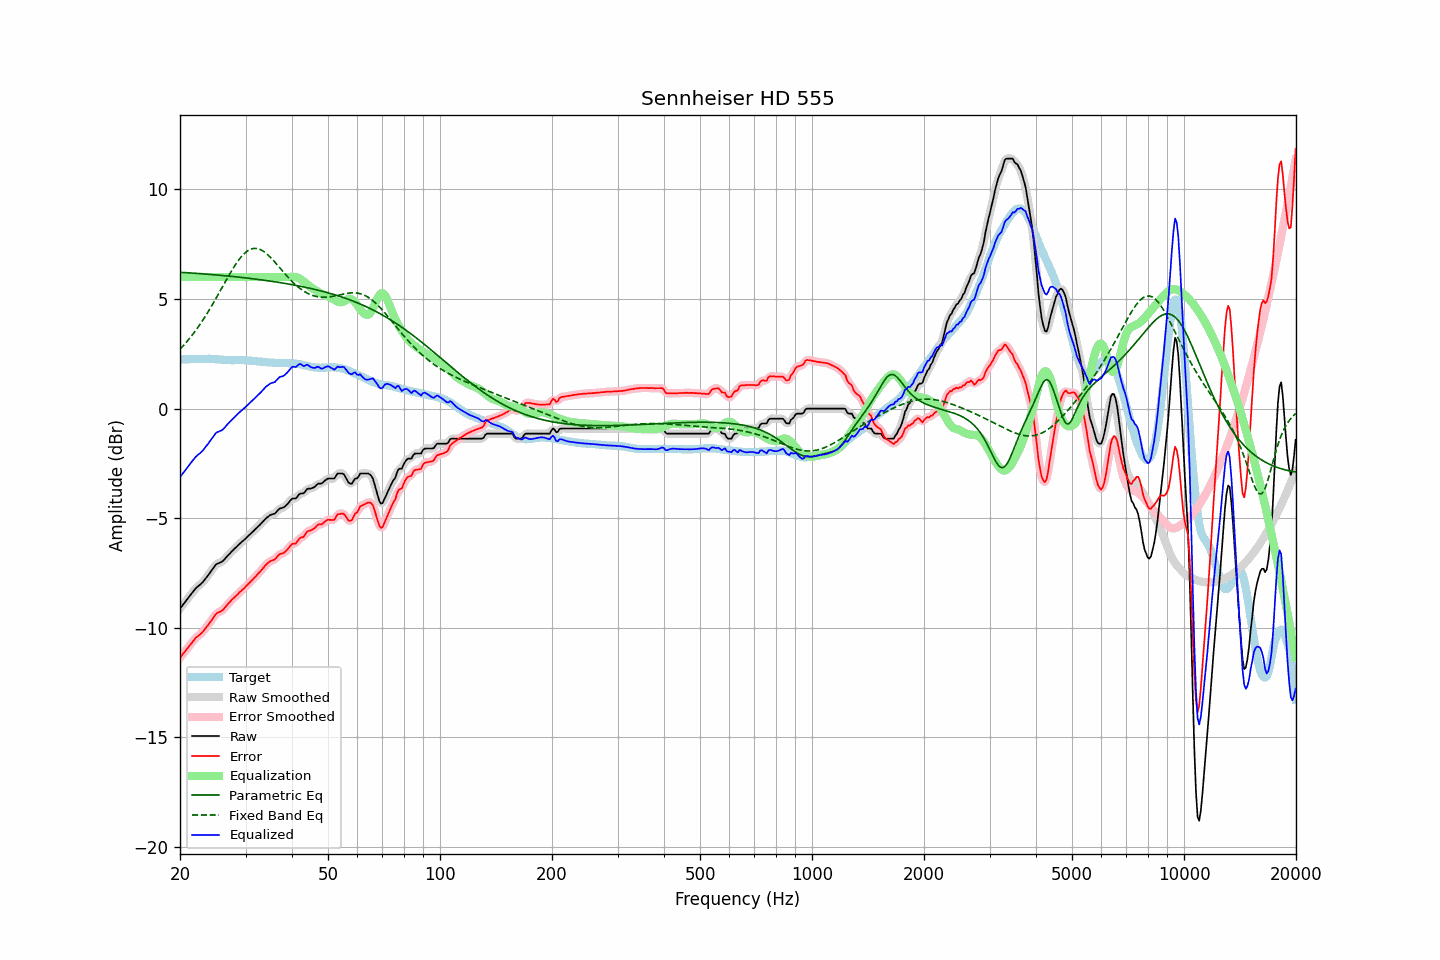 Sennheiser HD 555
Amplitude (dBr)
10
5
0
−5
−10
−15
−20
Target
Raw Smoothed
Error Smoothed
Raw
Error
Equalization
Parametric Eq
Fixed Band Eq
Equalized
20
50
100
200
500
1000
2000
5000
10000
20000
Frequency (Hz)